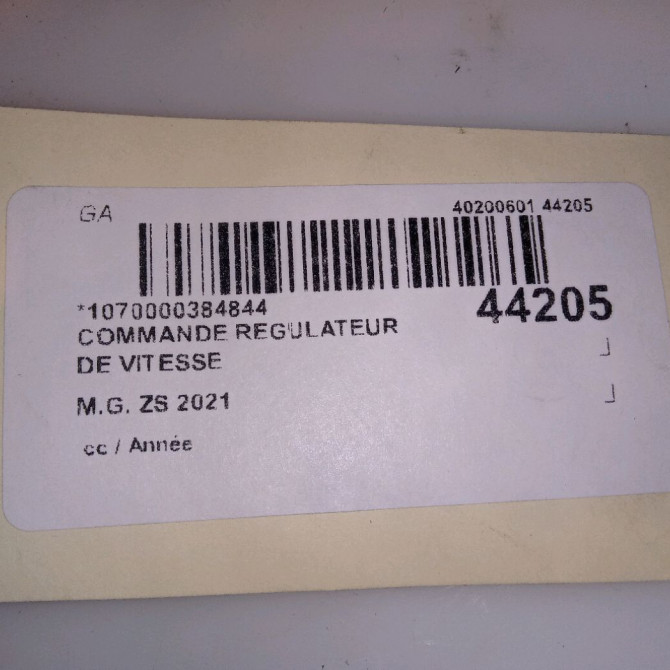 GA
40200601 44205
*1070000384844
44205
COMMANDE REGULATEUR
DE VITESSE
M.G. ZS 2021
cc / Année